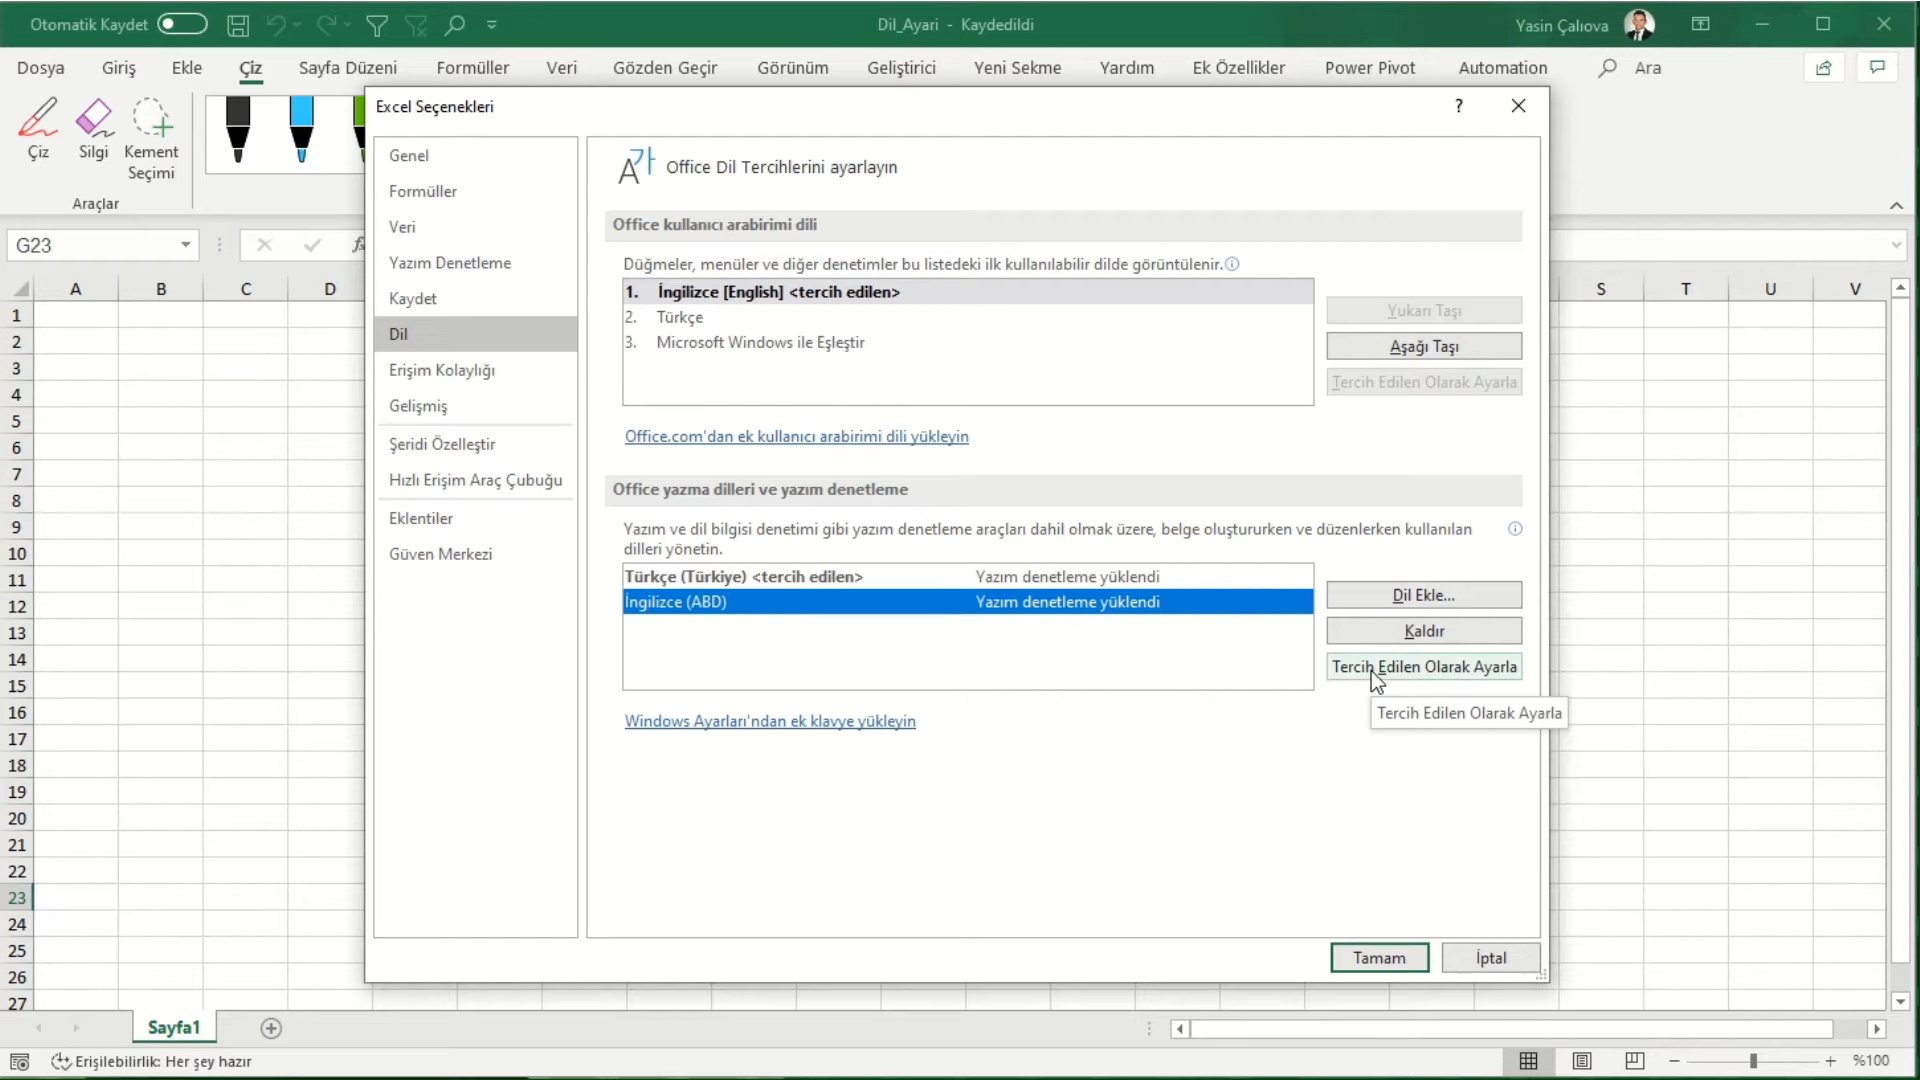 Otomatik Kaydet
Dil_Ayari - Kaydedildi
Yasin Çalıova
Dosya Giriş Ekle Çiz Sayfa Düzeni Formüller Veri Gözden Geçir Görünüm Geliştirici Yeni Sekme Yardım Ek Özellikler Power Pivot Automation Ara
Çiz Silgi Kement
Seçimi
Araçlar
G23
A B C D S T U V
1
2
3
4
5
6
7
8
9
10
11
12
13
14
15
16
17
18
19
20
21
22
23
24
25
26
27
Excel Seçenekleri ?
Genel
Formüller
Veri
Yazım Denetleme
Kaydet
Dil
Erişim Kolaylığı
Gelişmiş
Şeridi Özelleştir
Hızlı Erişim Araç Çubuğu
Eklentiler
Güven Merkezi
Office Dil Tercihlerini ayarlayın
Office kullanıcı arabirimi dili
Düğmeler, menüler ve diğer denetimler bu listedeki ilk kullanılabilir dilde görüntülenir.
1. İngilizce [English] <tercih edilen>
2. Türkçe
3. Microsoft Windows ile Eşleştir
Yukarı Taşı
Aşağı Taşı
Tercih Edilen Olarak Ayarla
Office.com'dan ek kullanıcı arabirimi dili yükleyin
Office yazma dilleri ve yazım denetleme
Yazım ve dil bilgisi denetimi gibi yazım denetleme araçları dahil olmak üzere, belge oluştururken ve düzenlerken kullanılan
dilleri yönetin.
Türkçe (Türkiye) <tercih edilen> Yazım denetleme yüklendi
İngilizce (ABD) Yazım denetleme yüklendi
Dil Ekle...
Kaldır
Tercih Edilen Olarak Ayarla
Tercih Edilen Olarak Ayarla
Windows Ayarları'ndan ek klavye yükleyin
Tamam İptal
Sayfa1
Erişilebilirlik: Her şey hazır
%100